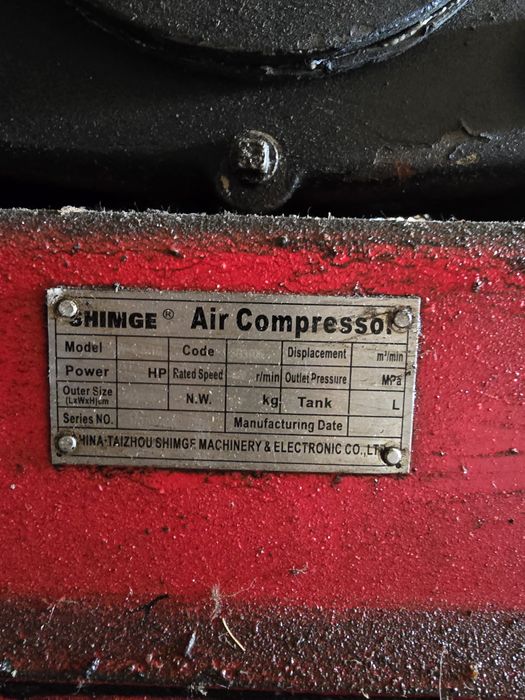 SHIMGE ® Air Compressor
Model Code Displacement m³/min
Power HP Rated Speed r/min Outlet Pressure MPa
Outer Size (LxWxH)cm N.W. kg Tank L
Series NO. Manufacturing Date
CHINA·TAIZHOU SHIMGE MACHINERY & ELECTRONIC CO.,LTD